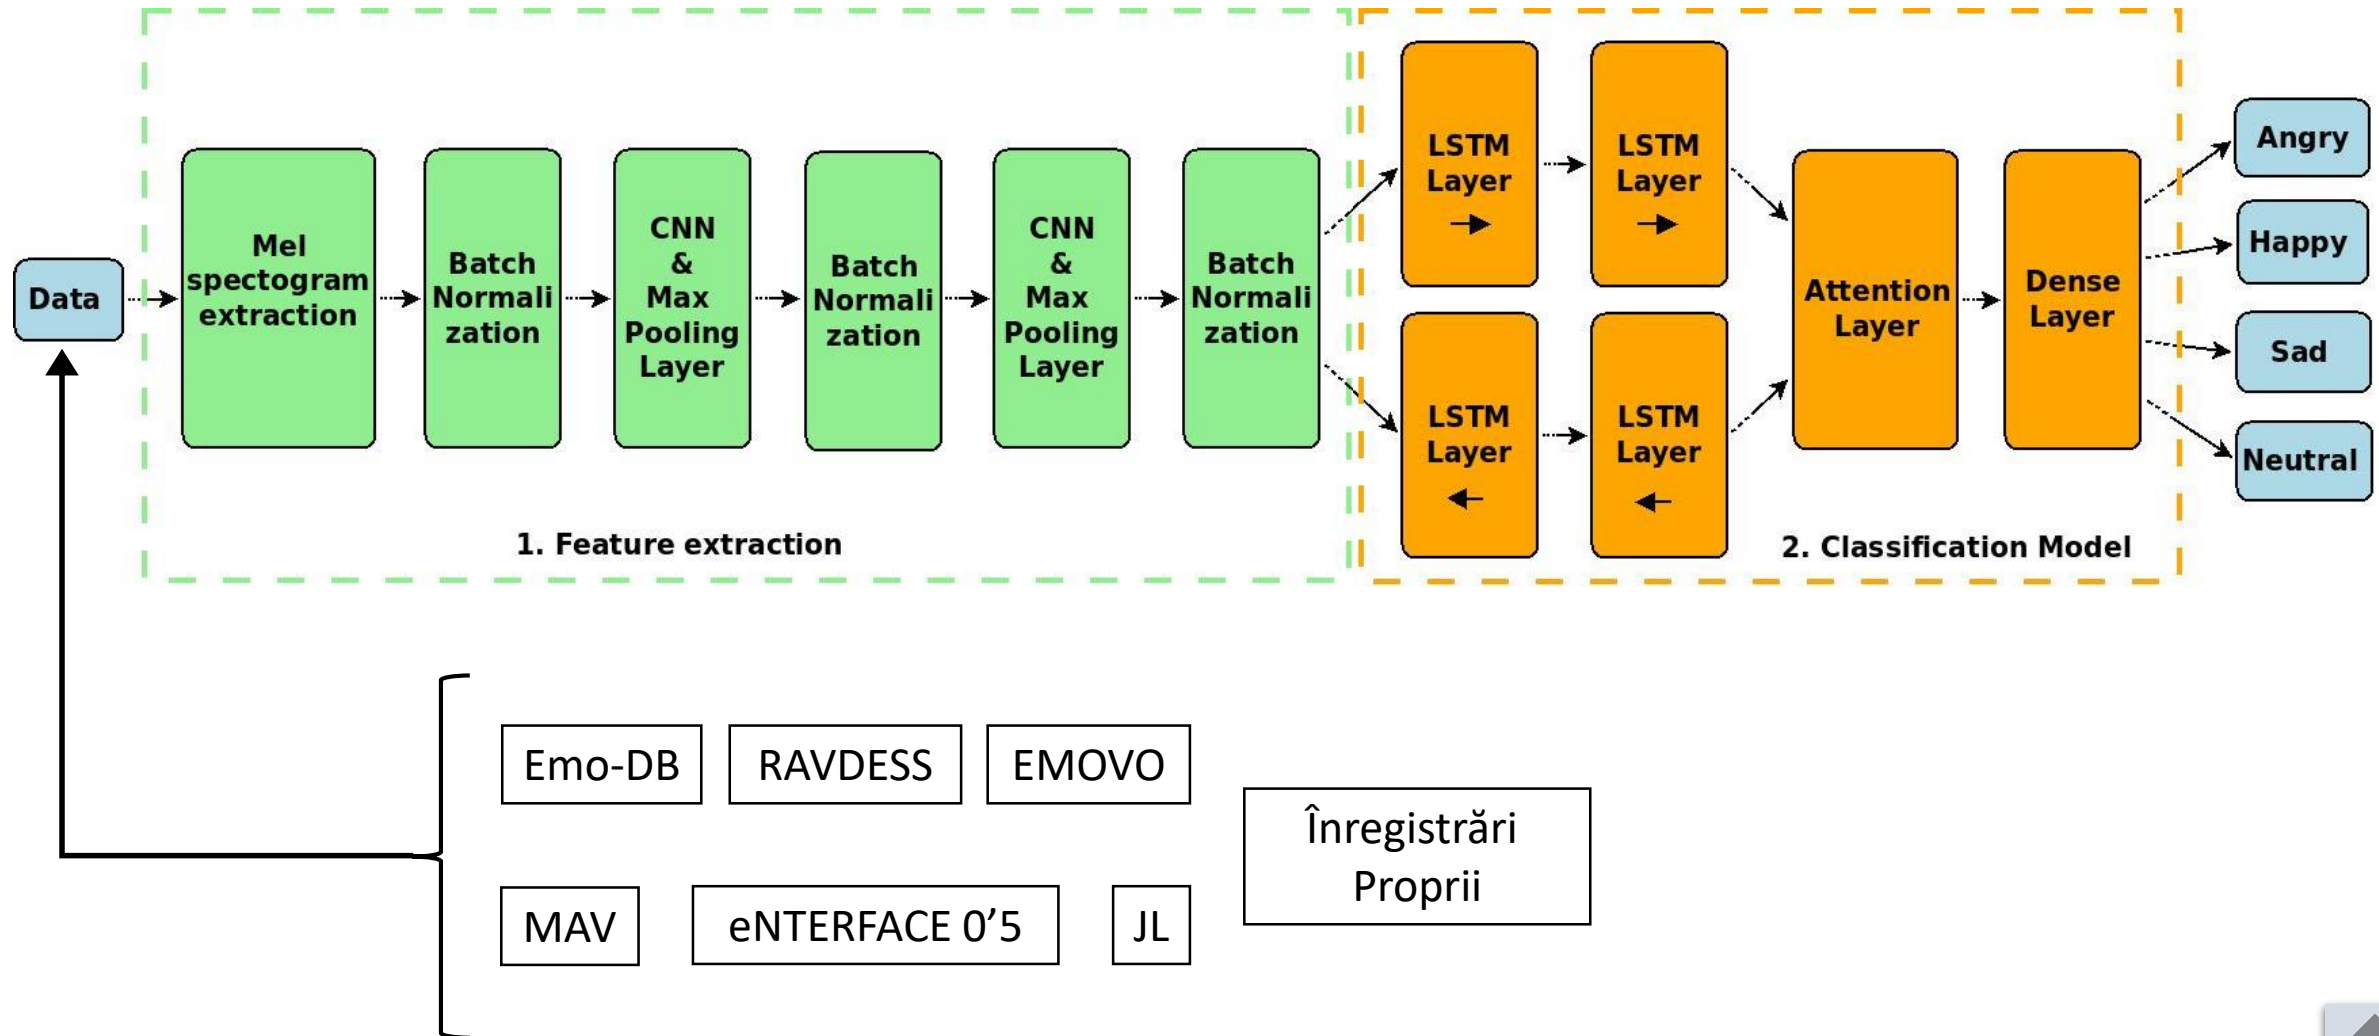 Data
Mel
spectogram
extraction
Batch
Normali
zation
CNN
&
Max
Pooling
Layer
Batch
Normali
zation
CNN
&
Max
Pooling
Layer
Batch
Normali
zation
1. Feature extraction
LSTM
Layer
LSTM
Layer
LSTM
Layer
LSTM
Layer
Attention
Layer
Dense
Layer
2. Classification Model
Angry
Happy
Sad
Neutral
Emo-DB
RAVDESS
EMOVO
MAV
eNTERFACE 0’5
JL
Înregistrări
Proprii